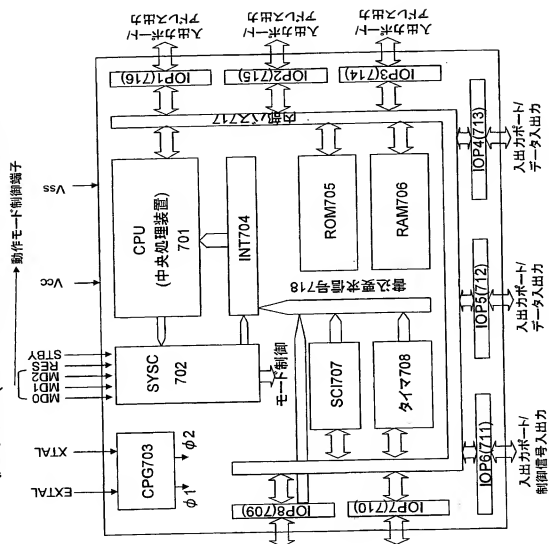 入出力ポート/
アドレス出力
入出力ポート/
アドレス出力
入出力ポート/
アドレス出力
IOP1(716)
IOP2(715)
IOP3(714)
内部バス717
Vss
Vcc
動作モード制御端子
STBY
RES
MD2
MD1
MD0
XTAL
EXTAL
CPU
(中央処理装置)
701
INT704
SYSC
702
モード制御
CPG703
φ1
φ2
ROM705
RAM706
書込要求信号718
SCI707
タイマ708
IOP8(709)
IOP7(710)
IOP6(711)
IOP5(712)
IOP4(713)
入出力ポート/
制御信号入出力
入出力ポート/
データ入出力
入出力ポート/
データ入出力